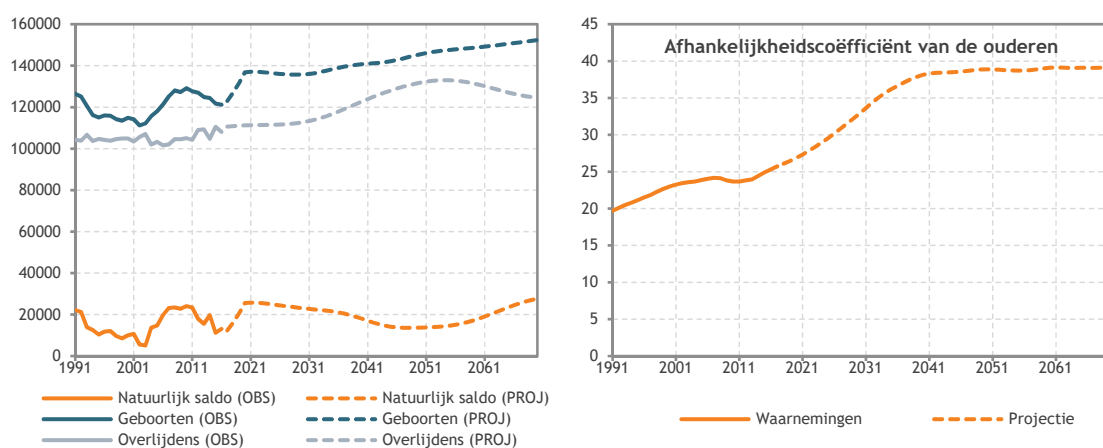 160000
140000
120000
100000
80000
60000
40000
20000
0
1991 2001 2011 2021 2031 2041 2051 2061
Natuurlijk saldo (OBS) Natuurlijk saldo (PROJ)
Geboorten (OBS) Geboorten (PROJ)
Overlijdens (OBS) Overlijdens (PROJ)
Afhankelijkheidscoëfficiënt van de ouderen
45
40
35
30
25
20
15
10
5
0
1991 2001 2011 2021 2031 2041 2051 2061
Waarnemingen Projectie